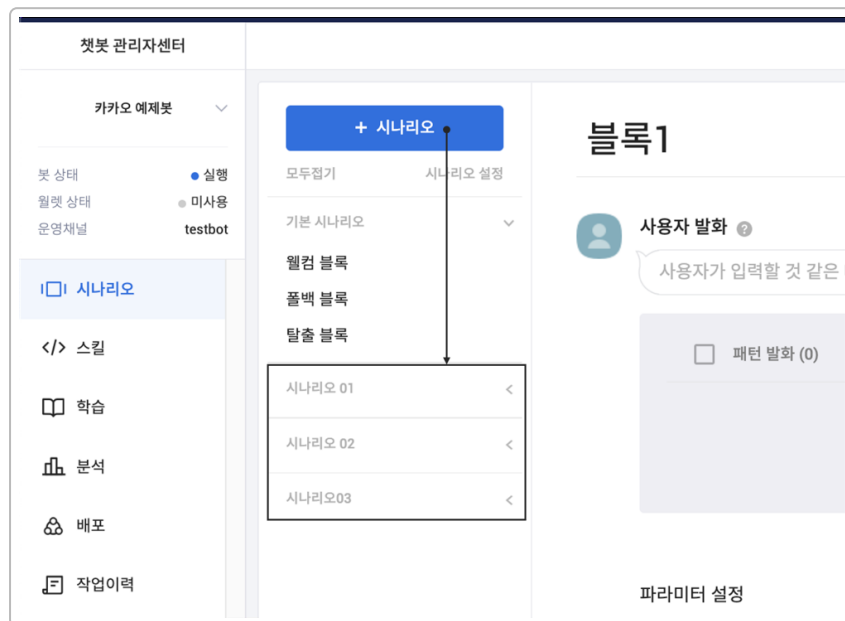 챗봇 관리자센터
카카오 예제봇
봇 상태
실행
월렛 상태
미사용
운영채널
testbot
시나리오
스킬
학습
분석
배포
작업이력
+ 시나리오
모두접기
시나리오 설정
기본 시나리오
웰컴 블록
폴백 블록
탈출 블록
시나리오 01
시나리오 02
시나리오03
블록1
사용자 발화 ?
사용자가 입력할 것 같은
패턴 발화 (0)
파라미터 설정